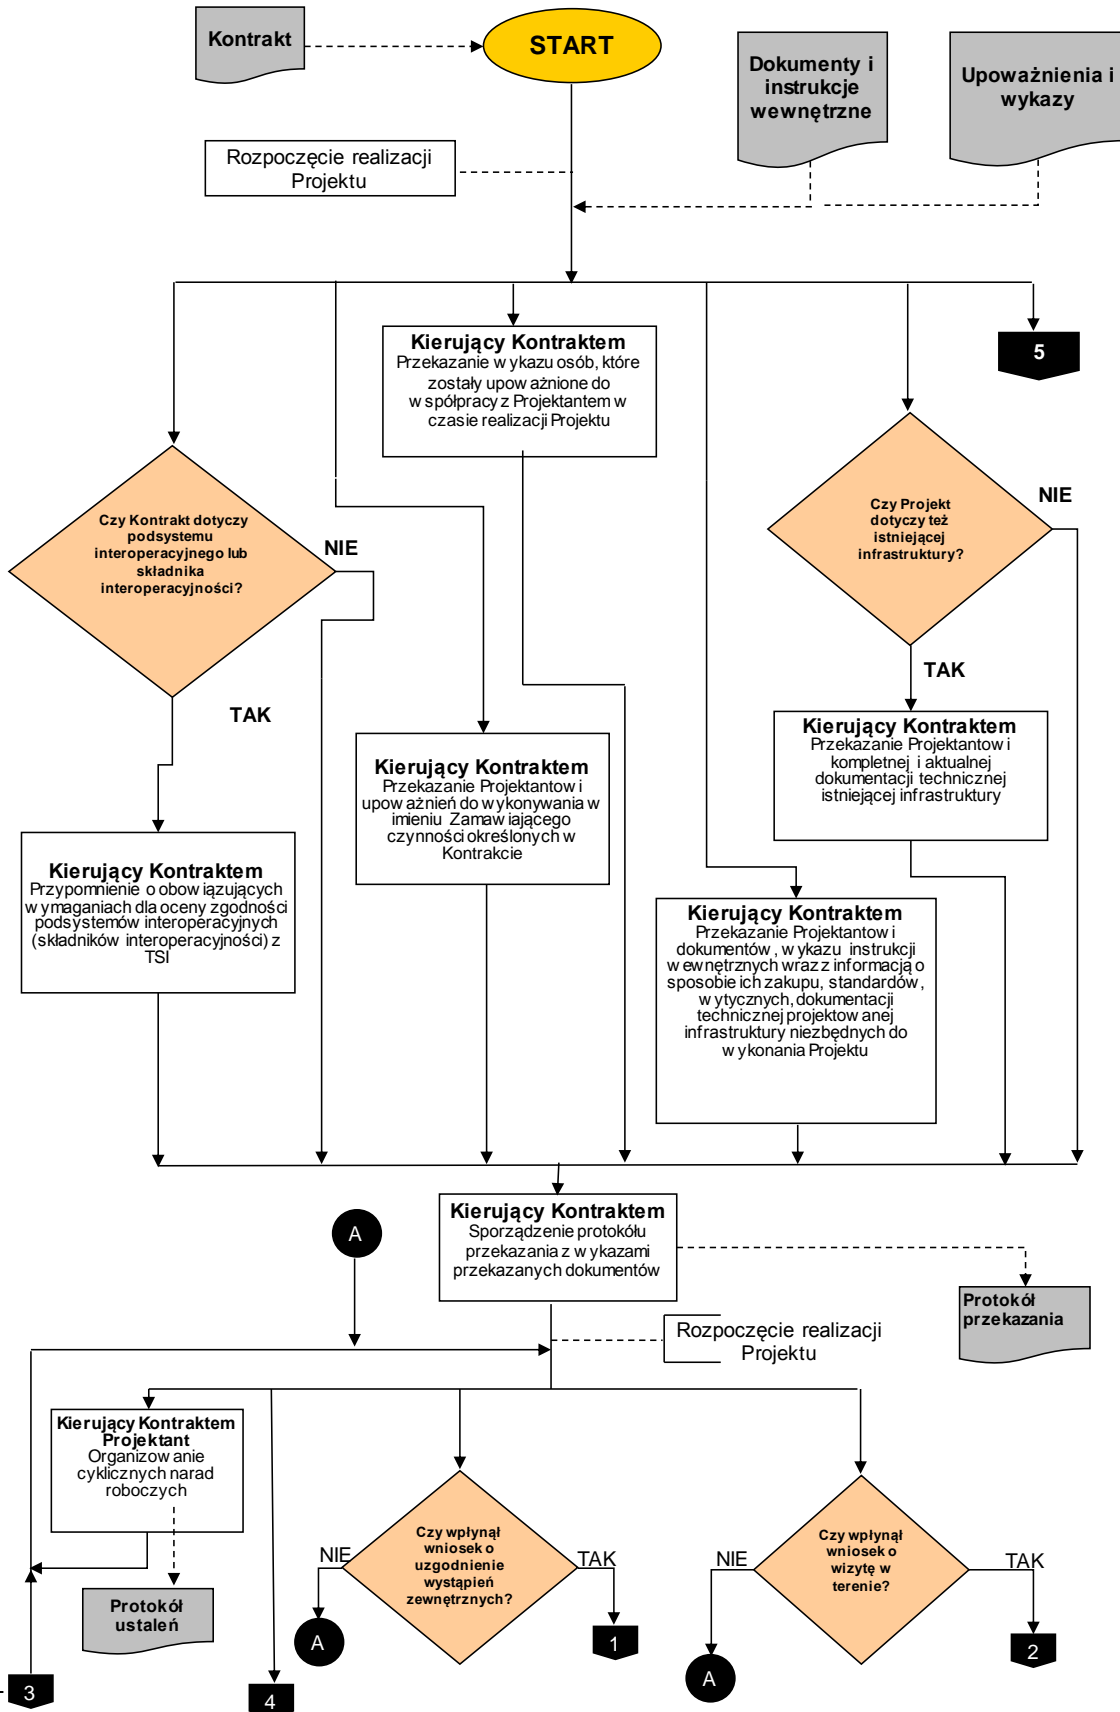 Kontrakt
START
Dokumenty i
instrukcje
wewnętrzne
Upoważnienia i
wykazy
Rozpoczęcie realizacji
Projektu
Kierujący Kontraktem
Przekazanie wykazu osób, które
zostały upoważnione do
współpracy z Projektantem w
czasie realizacji Projektu
5
Czy Kontrakt dotyczy
podsystemu
interoperacyjnego lub
składnika
interoperacyjności?
NIE
TAK
Czy Projekt
dotyczy też
istniejącej
infrastruktury?
NIE
TAK
Kierujący Kontraktem
Przekazanie Projektantowi
upoważnień do wykonywania w
imieniu Zamawiającego
czynności określonych w
Kontrakcie
Kierujący Kontraktem
Przekazanie Projektantowi
kompletnej i aktualnej
dokumentacji technicznej
istniejącej infrastruktury
Kierujący Kontraktem
Przypomnienie o obowiązujących
wymaganiach dla oceny zgodności
podsystemów interoperacyjnych
(składników interoperacyjności) z
TSI
Kierujący Kontraktem
Przekazanie Projektantowi
dokumentów, wykazu instrukcji
wewnętrznych wraz z informacją o
sposobie ich zakupu, standardów,
wytycznych, dokumentacji
technicznej projektowanej
infrastruktury niezbędnych do
wykonania Projektu
A
Kierujący Kontraktem
Sporządzenie protokółu
przekazania z wykazami
przekazanych dokumentów
Protokół
przekazania
Rozpoczęcie realizacji
Projektu
Kierujący Kontraktem
Projektant
Organizowanie
cyklicznych narad
roboczych
Protokół
ustaleń
Czy wpłynął
wniosek o
uzgodnienie
wystąpień
zewnętrznych?
NIE
TAK
A
1
Czy wpłynął
wniosek o
wizytę w
terenie?
NIE
TAK
A
2
3
4